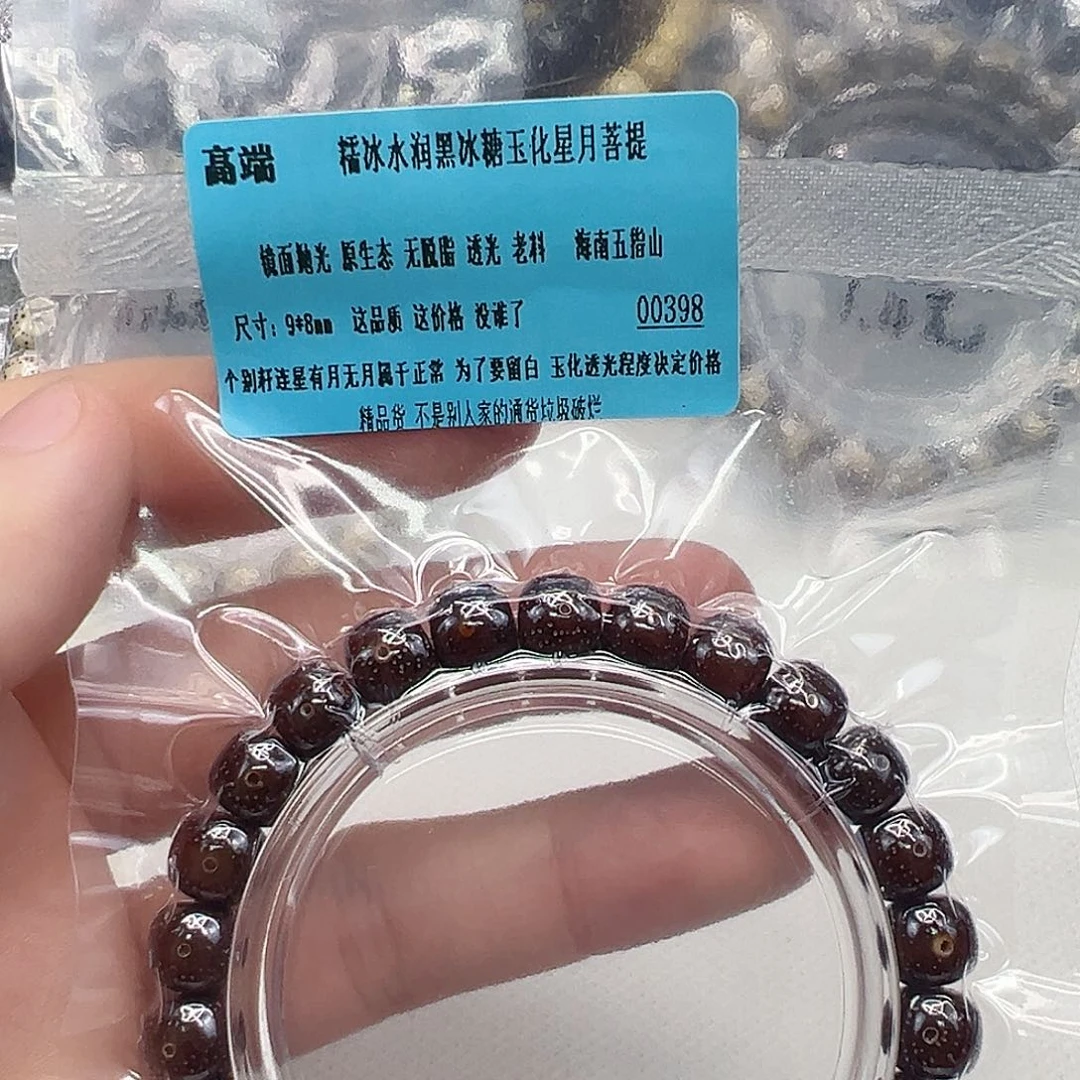 高端 糯冰水润黑冰糖玉化星月菩提
镜面抛光 原生态 无脱脂 透光 老料 海南五指山
尺寸：9*8mm 这品质 这价格 没谁了 00398
个别歼连星有月无月属于正常 为了要留白 玉化透光程度决定价格
精品货 不是别人家的通货垃圾破烂